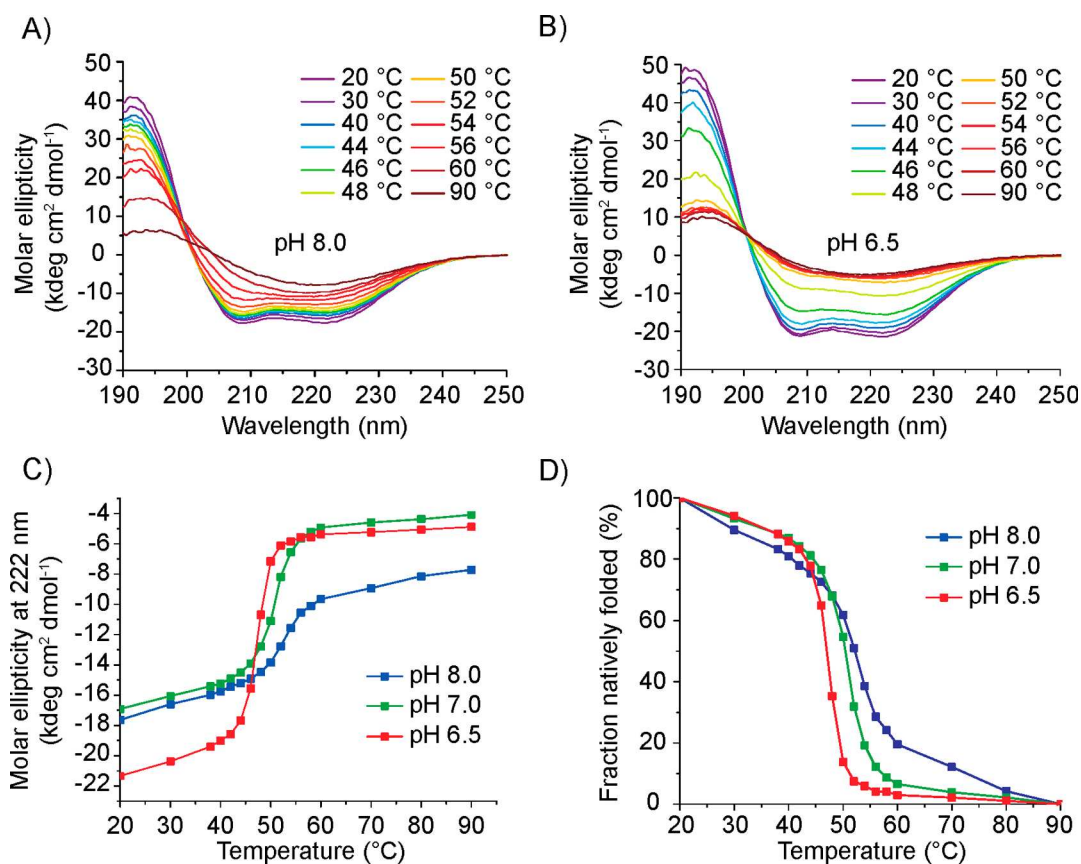 A)
Molar ellipticity
(kdeg cm² dmol⁻¹)
50
40
30
20
10
0
-10
-20
-30
20 °C
30 °C
40 °C
44 °C
46 °C
48 °C
50 °C
52 °C
54 °C
56 °C
60 °C
90 °C
pH 8.0
190 200 210 220 230 240 250
Wavelength (nm)
B)
Molar ellipticity
(kdeg cm² dmol⁻¹)
50
40
30
20
10
0
-10
-20
-30
20 °C
30 °C
40 °C
44 °C
46 °C
48 °C
50 °C
52 °C
54 °C
56 °C
60 °C
90 °C
pH 6.5
190 200 210 220 230 240 250
Wavelength (nm)
C)
Molar ellipticity at 222 nm
(kdeg cm² dmol⁻¹)
-4
-6
-8
-10
-12
-14
-16
-18
-20
-22
pH 8.0
pH 7.0
pH 6.5
20 30 40 50 60 70 80 90
Temperature (°C)
D)
Fraction natively folded (%)
100
80
60
40
20
0
pH 8.0
pH 7.0
pH 6.5
20 30 40 50 60 70 80 90
Temperature (°C)